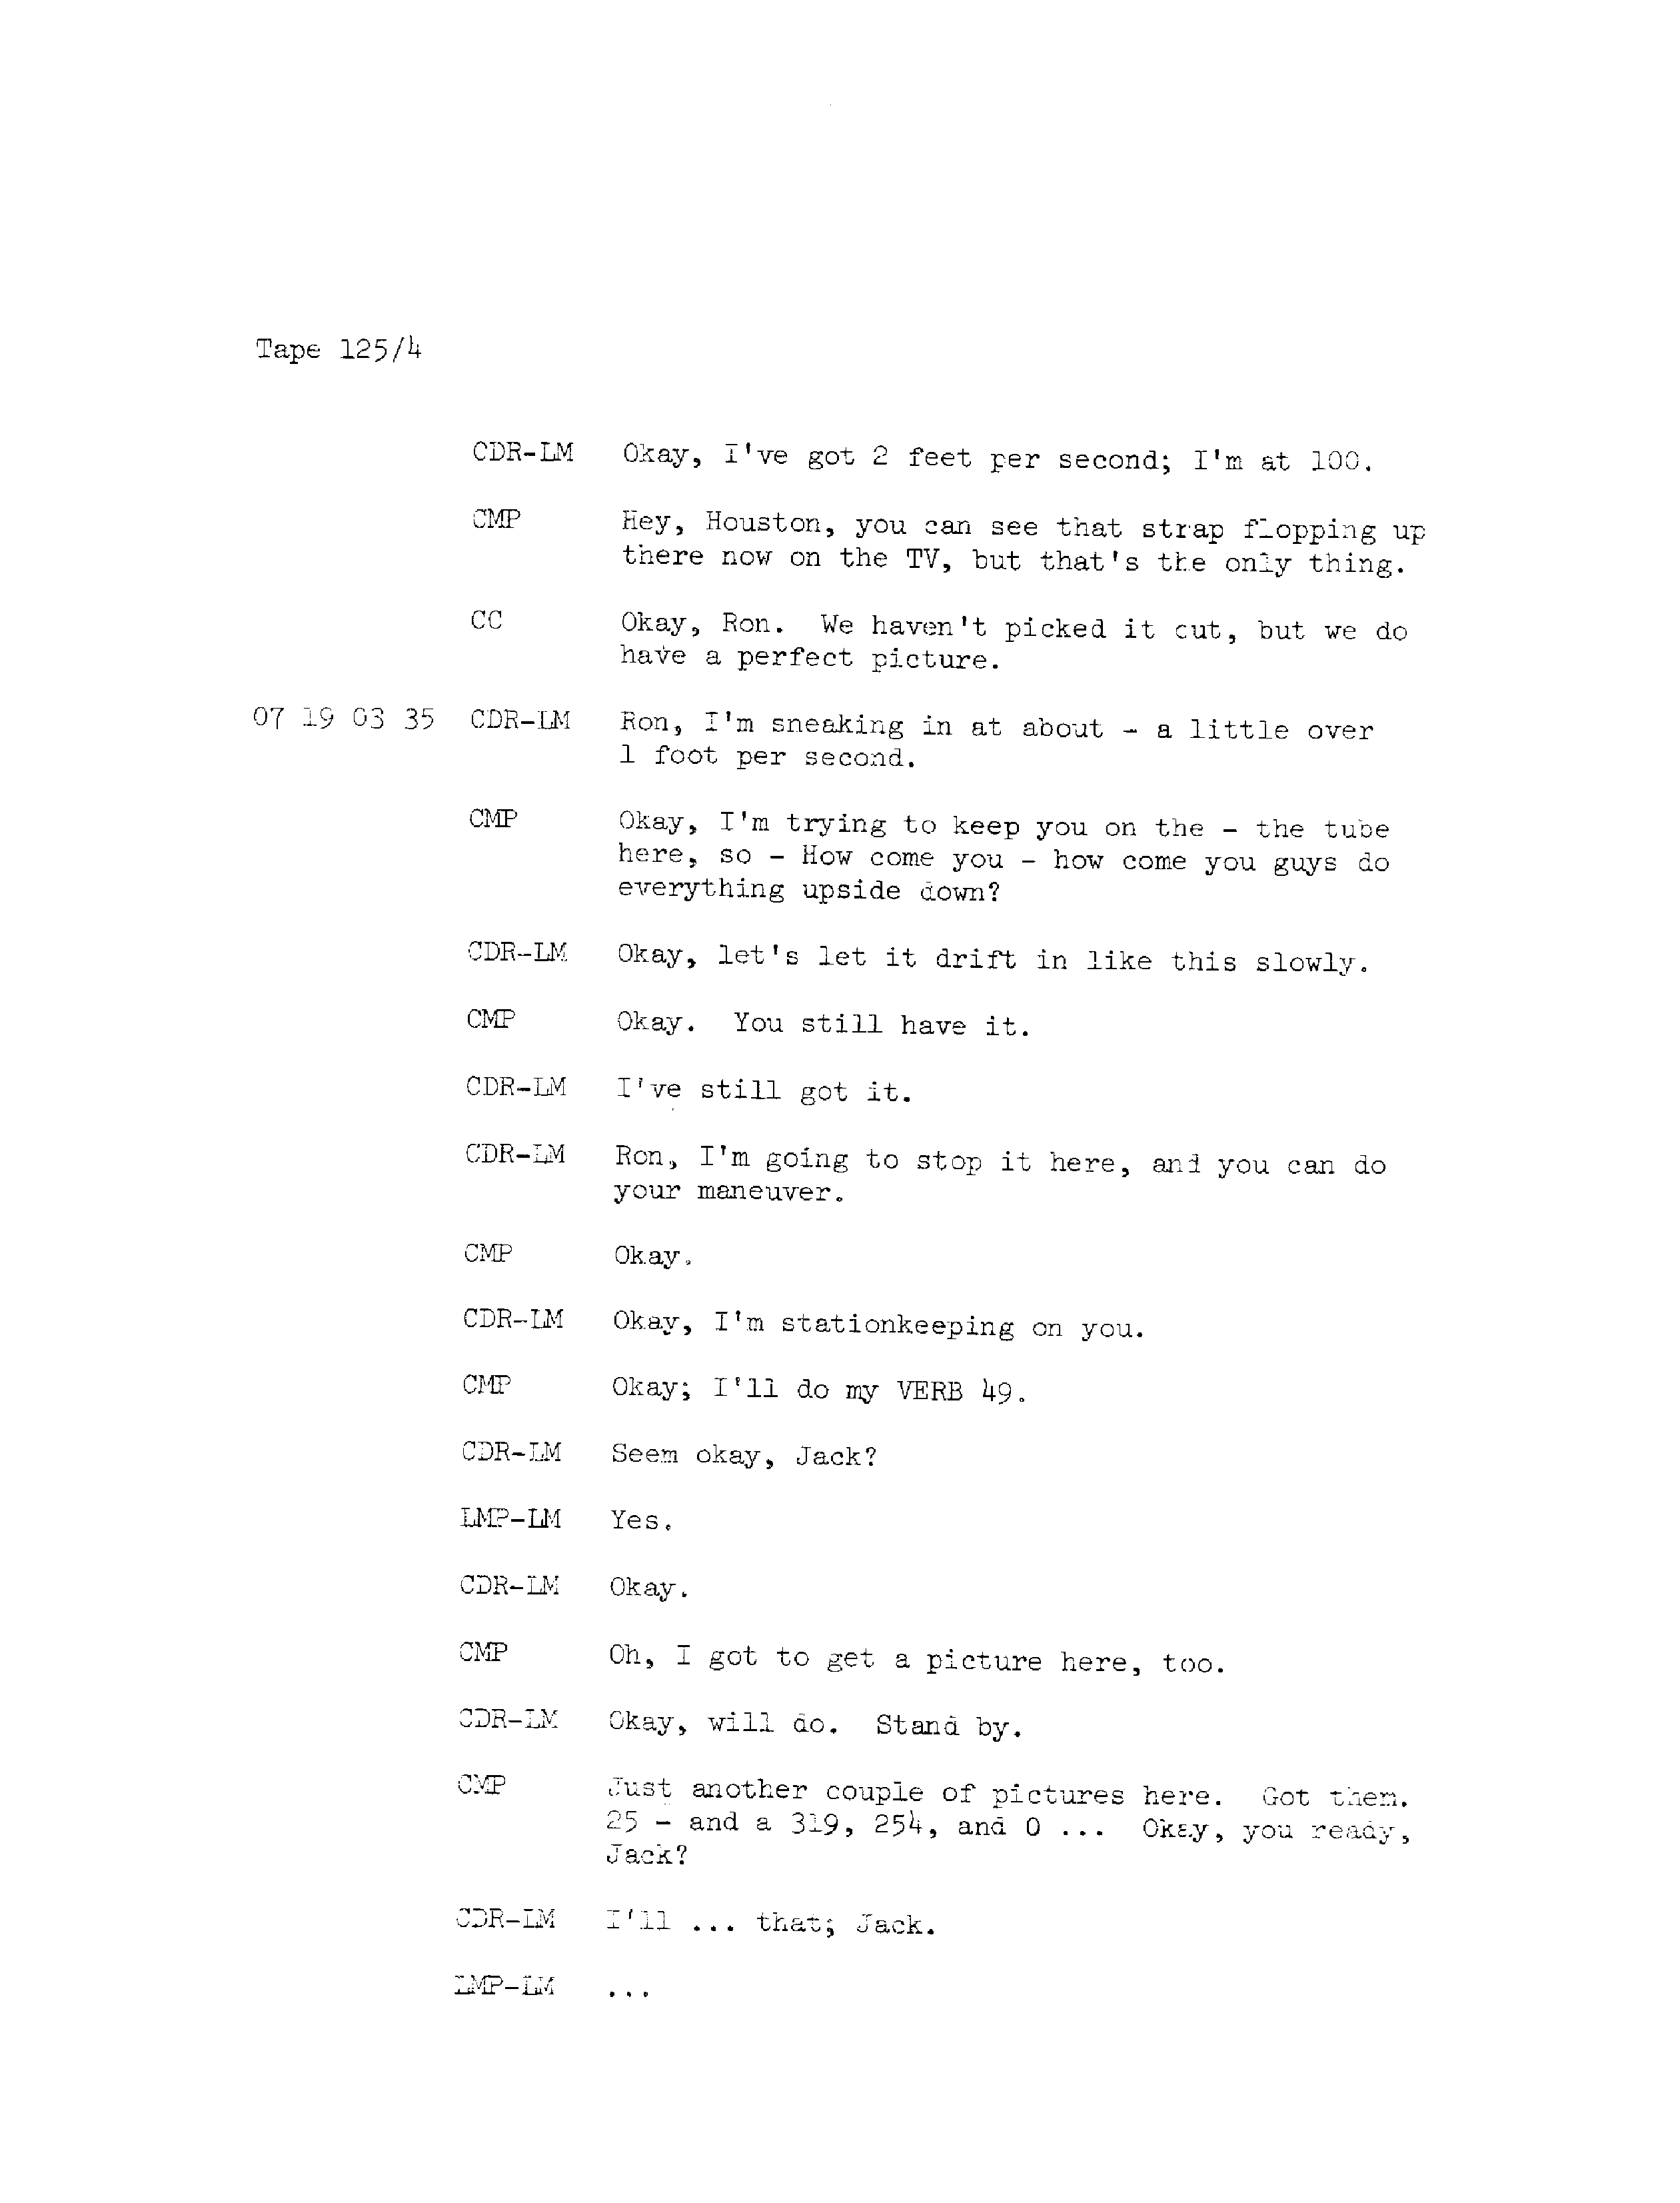 Tape 125/4
CDR-LM Okay, I've got 2 feet per second; I'm at 100.
CMP Hey, Houston, you can see that strap flopping up
there now on the TV, but that's the only thing.
CC Okay, Ron. We haven't picked it out, but we do
have a perfect picture.
07 19 03 35 CDR-LM Ron, I'm sneaking in at about - a little over
1 foot per second.
CMP Okay, I'm trying to keep you on the - the tube
here, so - How come you - how come you guys do
everything upside down?
CDR-LM Okay, let's let it drift in like this slowly.
CMP Okay. You still have it.
CDR-LM I've still got it.
CDR-LM Ron, I'm going to stop it here, and you can do
your maneuver.
CMP Okay.
CDR-LM Okay, I'm stationkeeping on you.
CMP Okay; I'll do my VERB 49.
CDR-LM Seem okay, Jack?
LMP-LM Yes.
CDR-LM Okay.
CMP Oh, I got to get a picture here, too.
CDR-LM Okay, will do. Stand by.
CMP Just another couple of pictures here. Got them.
25 - and a 319, 254, and 0 ... Okay, you ready,
Jack?
CDR-LM I'll ... that; Jack.
LMP-LM ...